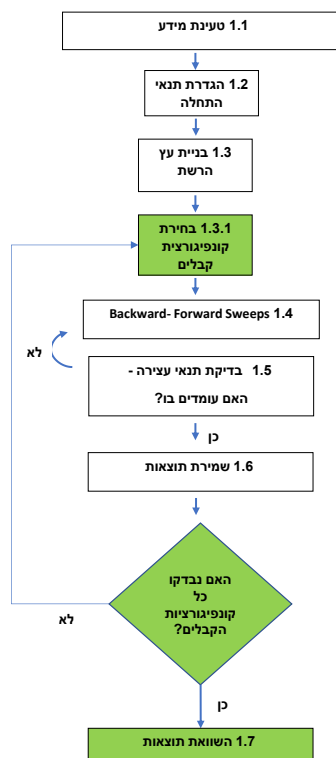 1.1 טעינת מידע
1.2 הגדרת תנאי
התחלה
1.3 בניית עץ
הרשת
1.3.1 בחירת
קונפיגורצית
קבלים
Backward- Forward Sweeps 1.4
לא
1.5 בדיקת תנאי עצירה -
האם עומדים בו?
כן
1.6 שמירת תוצאות
האם נבדקו
כל
קונפיגורציות
הקבלים?
לא
כן
1.7 השוואת תוצאות